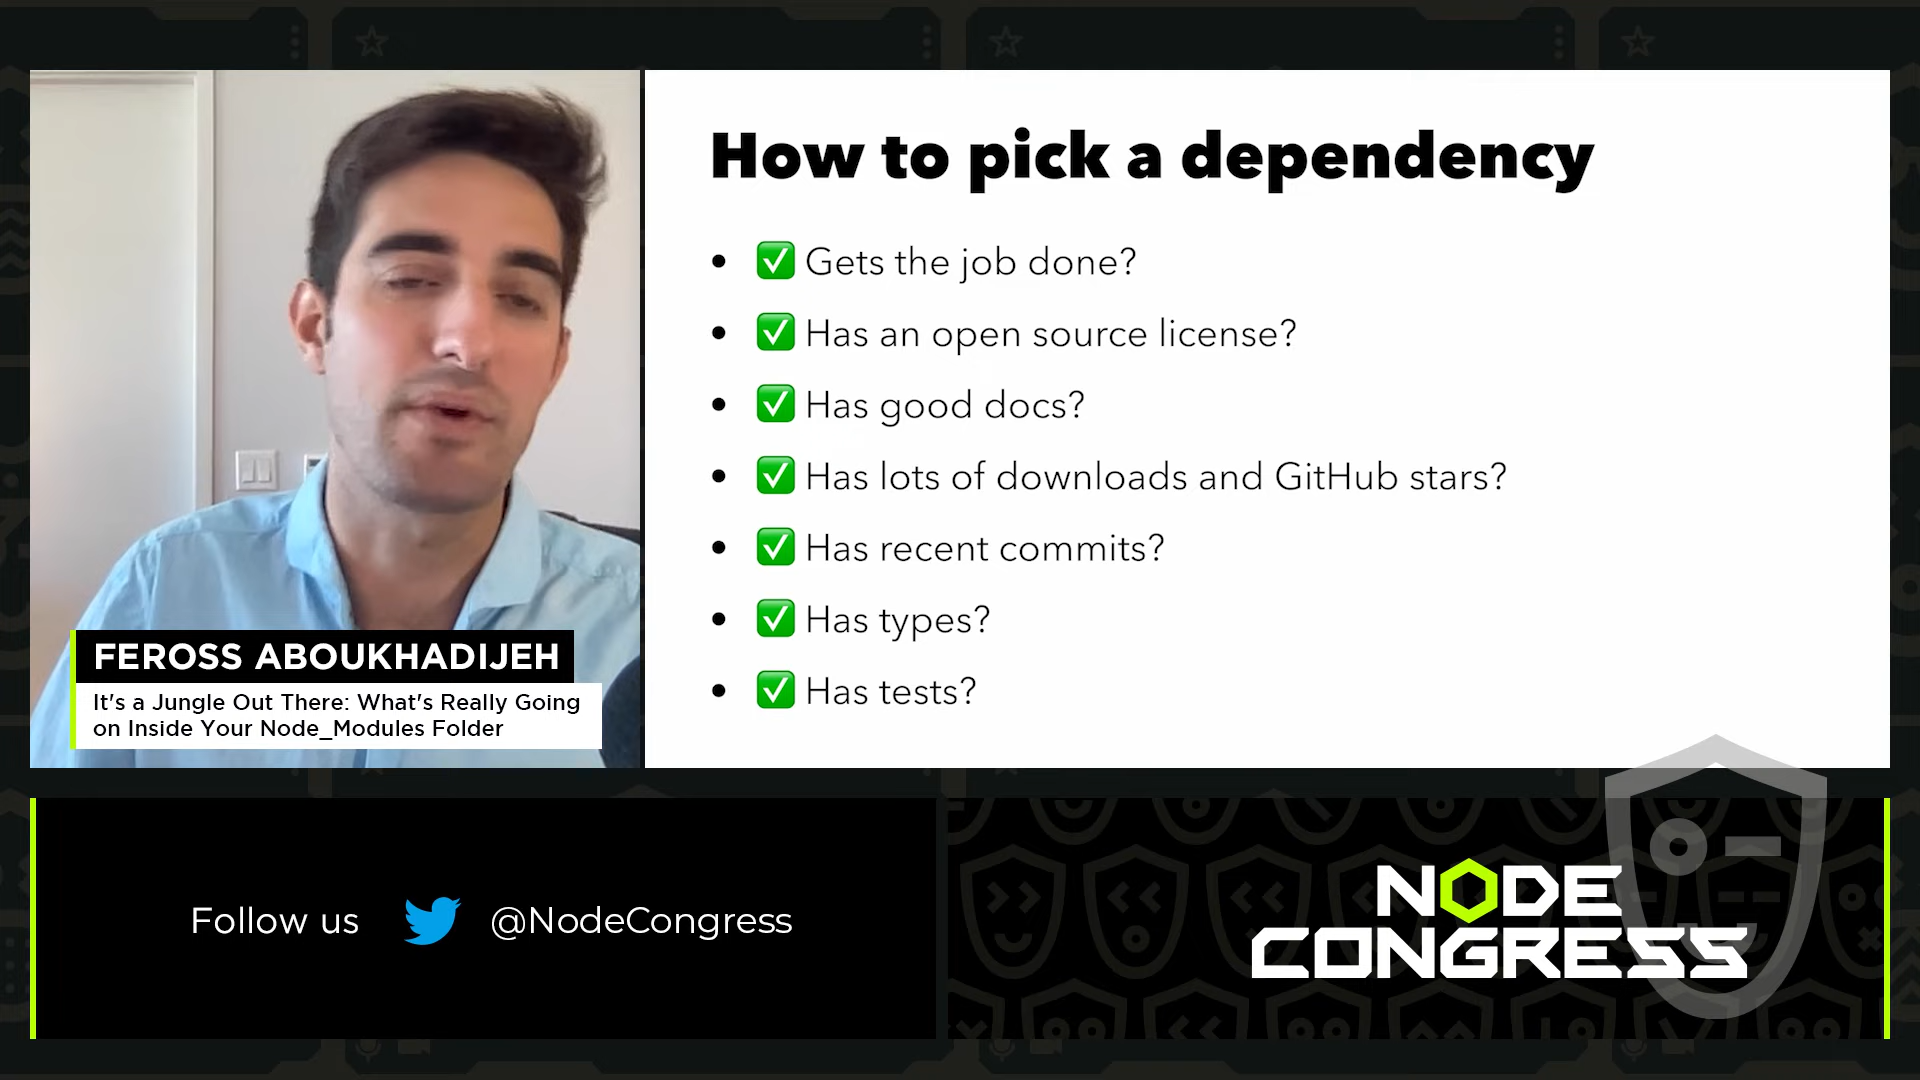 How to pick a dependency
• ✅ Gets the job done?
• ✅ Has an open source license?
• ✅ Has good docs?
• ✅ Has lots of downloads and GitHub stars?
• ✅ Has recent commits?
• ✅ Has types?
• ✅ Has tests?
FEROSS ABOUKHADIJEH
It's a Jungle Out There: What's Really Going
on Inside Your Node_Modules Folder
Follow us @NodeCongress
NODE
CONGRESS